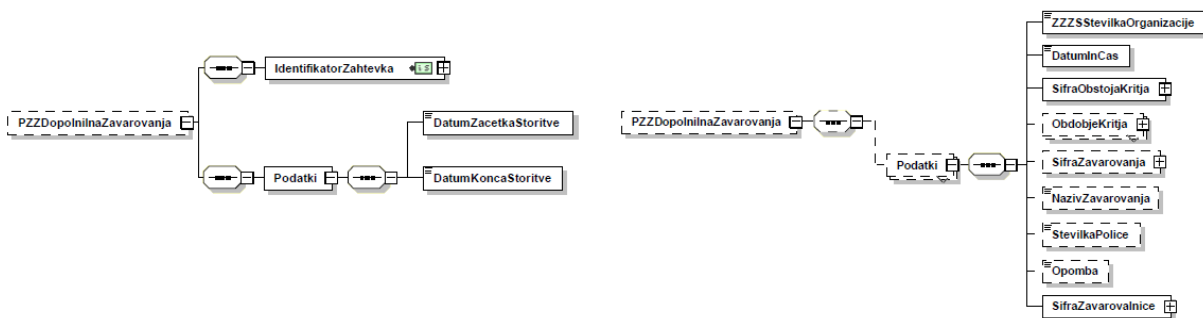 IdentifikatorZahtevka
PZZDopolnilnaZavarovanja
DatumZacetkaStoritve
Podatki
DatumKoncaStoritve
ZZZSStevilkaOrganizacije
DatumInCas
SifraObstojaKritja
PZZDopolnilnaZavarovanja
ObdobjeKritja
Podatki
SifraZavarovanja
NazivZavarovanja
StevilkaPolice
Opomba
SifraZavarovalnice